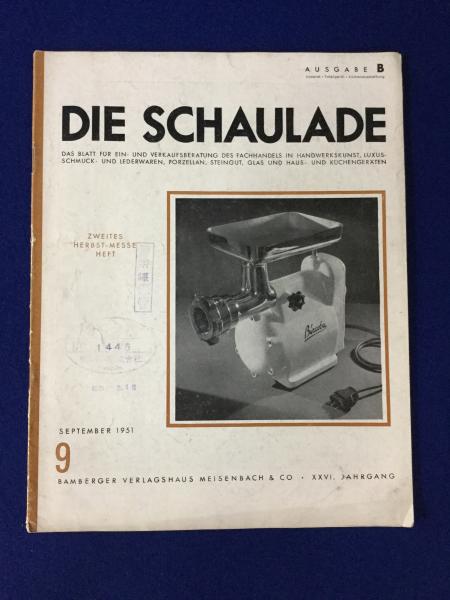 AUSGABE B
DIE SCHAULADE
DAS BLATT FÜR EIN- UND VERKAUFSBERATUNG DES FACHHANDELS IN HANDWERKSKUNST, LUXUS-
SCHMUCK- UND LEDERWAREN, PORZELLAN, STEINGUT, GLAS UND HAUS- UND KÜCHENGERÄTEN
ZWEITES
HERBST-MESSE
HEFT
1446
SEPTEMBER 1951
9
BAMBERGER VERLAGSHAUS MEISENBACH & CO · XXVI. JAHRGANG